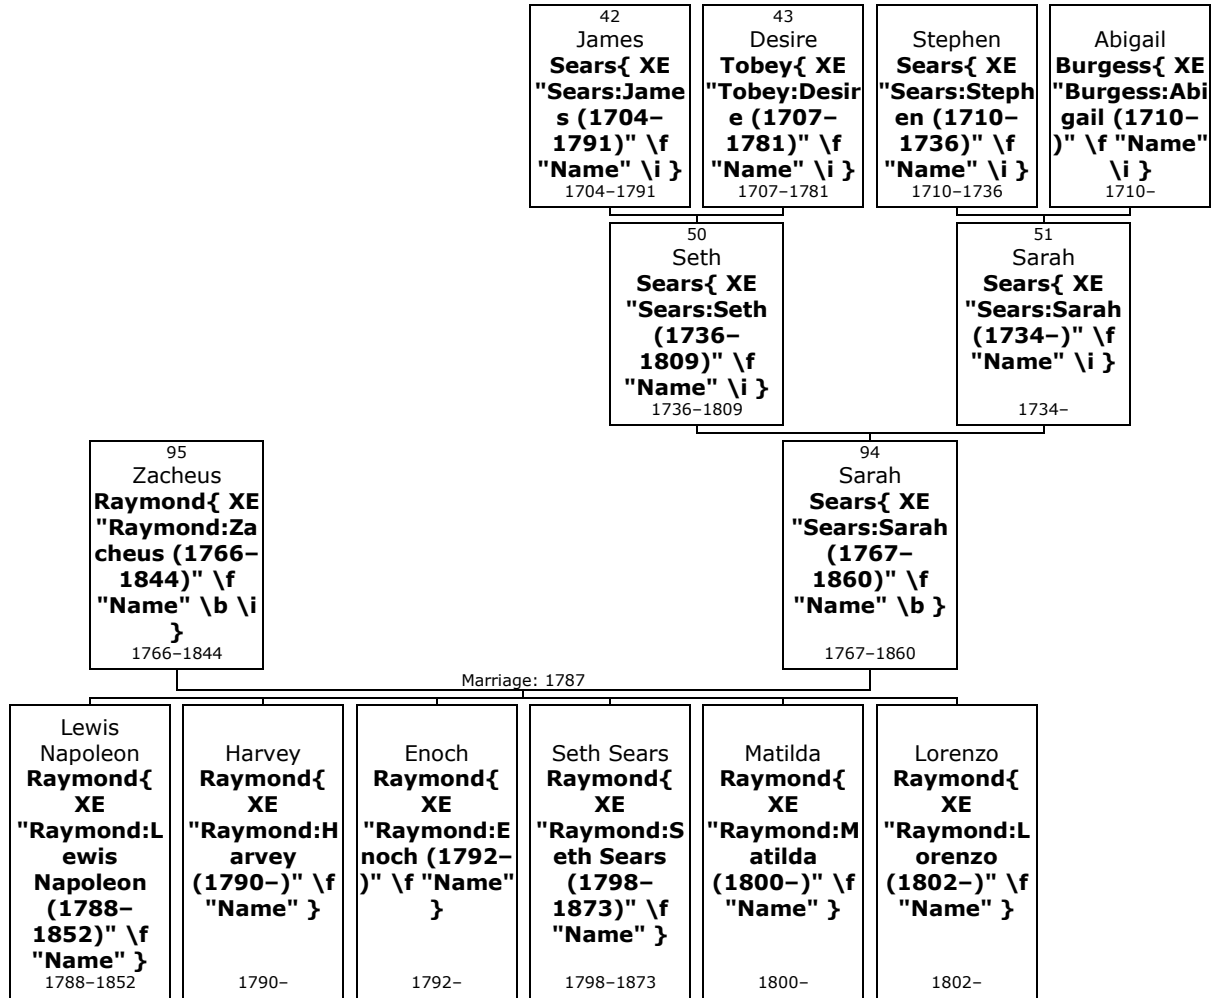 42
James
Sears{ XE
"Sears:Jame
s (1704–
1791)" \f
"Name" \i }
1704–1791
43
Desire
Tobey{ XE
"Tobey:Desir
e (1707–
1781)" \f
"Name" \i }
1707–1781
Stephen
Sears{ XE
"Sears:Steph
en (1710–
1736)" \f
"Name" \i }
1710–1736
Abigail
Burgess{ XE
"Burgess:Abi
gail (1710–
)" \f "Name"
\i }
1710–
50
Seth
Sears{ XE
"Sears:Seth
(1736–
1809)" \f
"Name" \i }
1736–1809
51
Sarah
Sears{ XE
"Sears:Sarah
(1734–)" \f
"Name" \i }
1734–
95
Zacheus
Raymond{ XE
"Raymond:Za
cheus (1766–
1844)" \f
"Name" \b \i
}
1766–1844
94
Sarah
Sears{ XE
"Sears:Sarah
(1767–
1860)" \f
"Name" \b }
1767–1860
Marriage: 1787
Lewis
Napoleon
Raymond{
XE
"Raymond:L
ewis
Napoleon
(1788–
1852)" \f
"Name" }
1788–1852
Harvey
Raymond{
XE
"Raymond:H
arvey
(1790–)" \f
"Name" }
1790–
Enoch
Raymond{
XE
"Raymond:E
noch (1792–
)" \f "Name"
}
1792–
Seth Sears
Raymond{
XE
"Raymond:S
eth Sears
(1798–
1873)" \f
"Name" }
1798–1873
Matilda
Raymond{
XE
"Raymond:M
atilda
(1800–)" \f
"Name" }
1800–
Lorenzo
Raymond{
XE
"Raymond:L
orenzo
(1802–)" \f
"Name" }
1802–